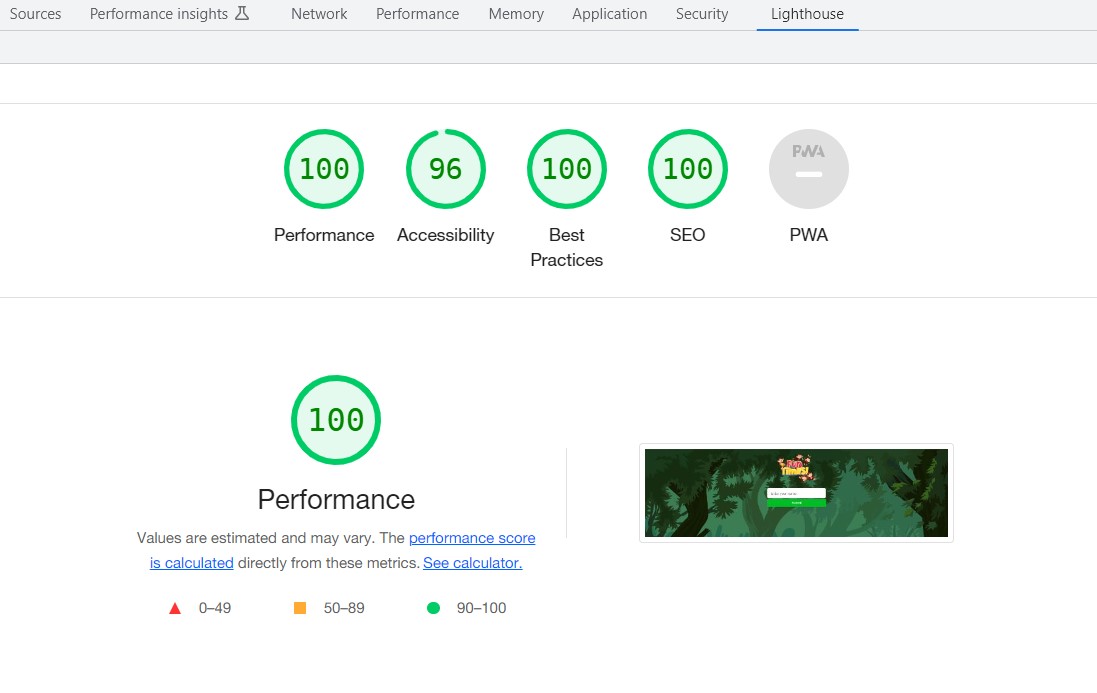 Sources Performance insights Network Performance Memory Application Security Lighthouse
100 96 100 100 PWA
Performance Accessibility Best Practices SEO PWA
100
Performance
Values are estimated and may vary. The performance score
is calculated directly from these metrics. See calculator.
0–49 50–89 90–100